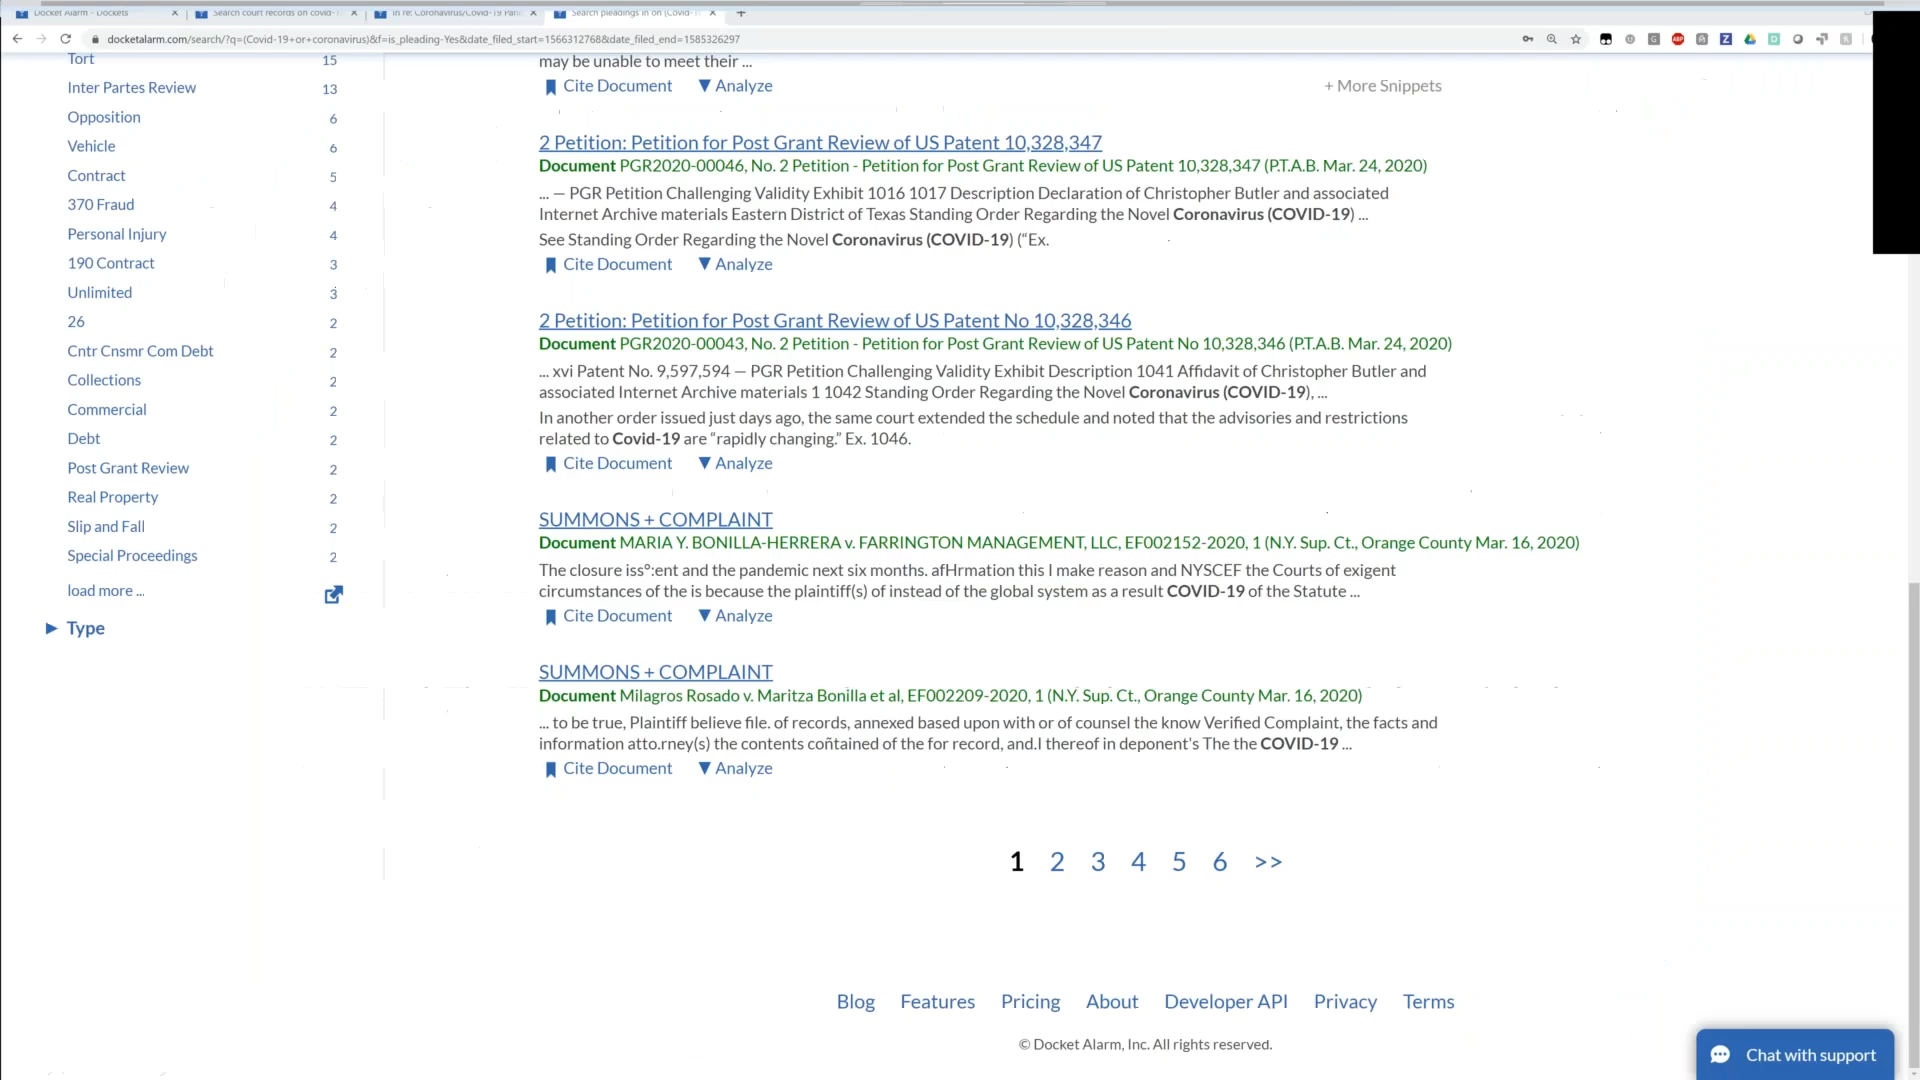 Docket Alarm - Dockets
Search court records on covid-
In re: Coronavirus/Covid-19 Pan
Search pleadings in on (Covid-
docketalarm.com/search/?q=(Covid-19+or+coronavirus)&f=is_pleading-Yes&date_filed_start=1566312768&date_filed_end=1585326297
Tort 15
Inter Partes Review 13
Opposition 6
Vehicle 6
Contract 5
370 Fraud 4
Personal Injury 4
190 Contract 3
Unlimited 3
26 2
Cntr Cnsmr Com Debt 2
Collections 2
Commercial 2
Debt 2
Post Grant Review 2
Real Property 2
Slip and Fall 2
Special Proceedings 2
load more ...
Type
may be unable to meet their ...
Cite Document Analyze + More Snippets
2 Petition: Petition for Post Grant Review of US Patent 10,328,347
Document PGR2020-00046, No. 2 Petition - Petition for Post Grant Review of US Patent 10,328,347 (P.T.A.B. Mar. 24, 2020)
... — PGR Petition Challenging Validity Exhibit 1016 1017 Description Declaration of Christopher Butler and associated
Internet Archive materials Eastern District of Texas Standing Order Regarding the Novel Coronavirus (COVID-19) ...
See Standing Order Regarding the Novel Coronavirus (COVID-19) (“Ex.
Cite Document Analyze
2 Petition: Petition for Post Grant Review of US Patent No 10,328,346
Document PGR2020-00043, No. 2 Petition - Petition for Post Grant Review of US Patent No 10,328,346 (P.T.A.B. Mar. 24, 2020)
... xvi Patent No. 9,597,594 — PGR Petition Challenging Validity Exhibit Description 1041 Affidavit of Christopher Butler and
associated Internet Archive materials 1 1042 Standing Order Regarding the Novel Coronavirus (COVID-19), ...
In another order issued just days ago, the same court extended the schedule and noted that the advisories and restrictions
related to Covid-19 are “rapidly changing.” Ex. 1046.
Cite Document Analyze
SUMMONS + COMPLAINT
Document MARIA Y. BONILLA-HERRERA v. FARRINGTON MANAGEMENT, LLC, EF002152-2020, 1 (N.Y. Sup. Ct., Orange County Mar. 16, 2020)
The closure iss°:ent and the pandemic next six months. afHrmation this I make reason and NYSCEF the Courts of exigent
circumstances of the is because the plaintiff(s) of instead of the global system as a result COVID-19 of the Statute ...
Cite Document Analyze
SUMMONS + COMPLAINT
Document Milagros Rosado v. Maritza Bonilla et al, EF002209-2020, 1 (N.Y. Sup. Ct., Orange County Mar. 16, 2020)
... to be true, Plaintiff believe file. of records, annexed based upon with or of counsel the know Verified Complaint, the facts and
information atto.rney(s) the contents coñtained of the for record, and.I thereof in deponent's The the COVID-19 ...
Cite Document Analyze
1 2 3 4 5 6 >>
Blog Features Pricing About Developer API Privacy Terms
© Docket Alarm, Inc. All rights reserved.
Chat with support